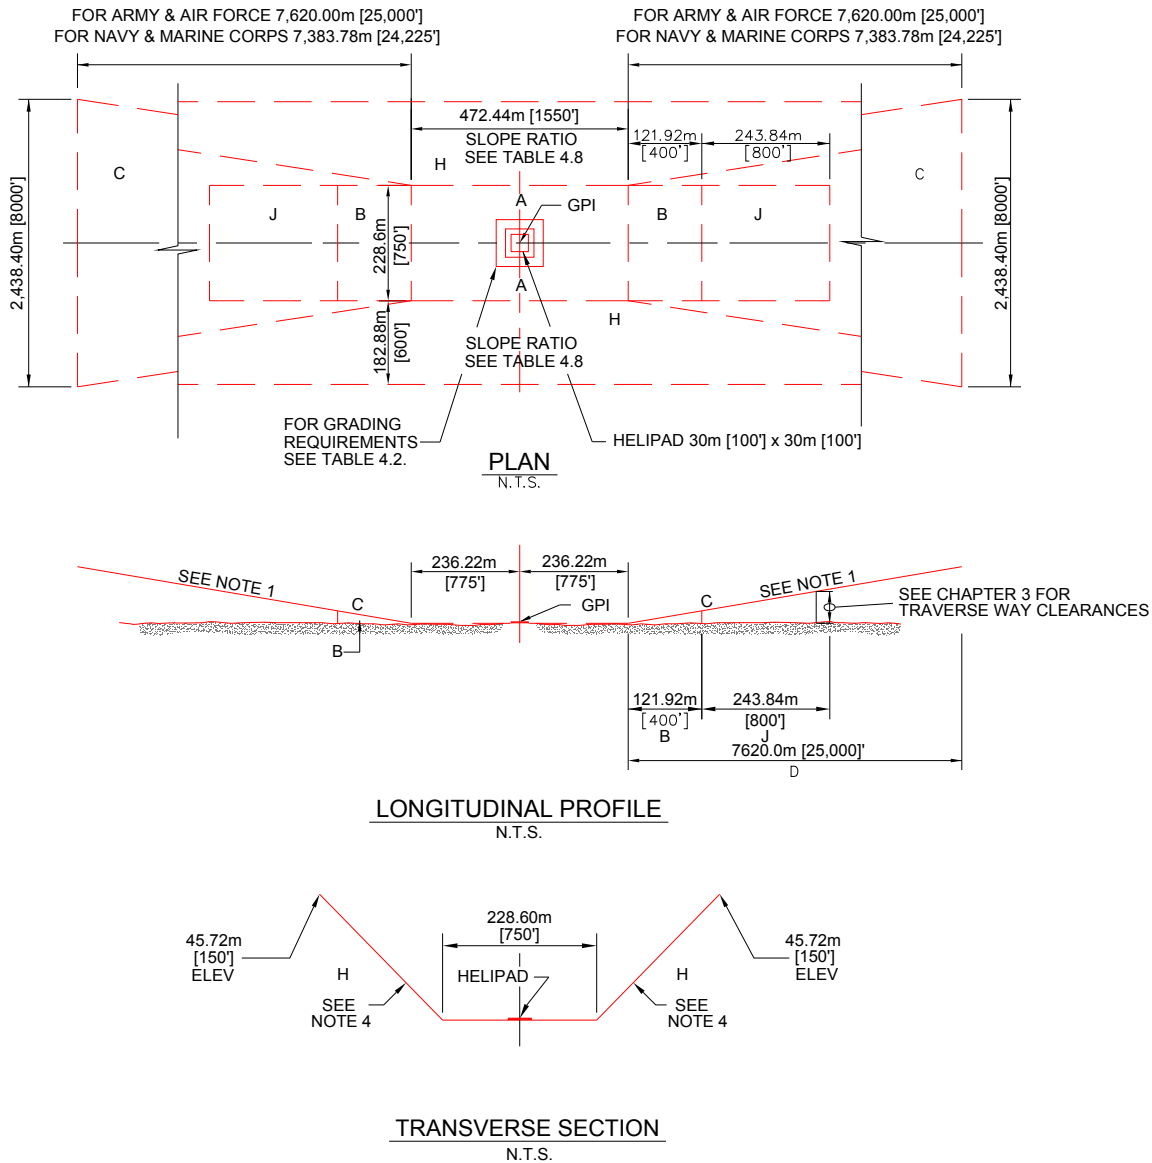 FOR ARMY & AIR FORCE 7,620.00m [25,000']
FOR NAVY & MARINE CORPS 7,383.78m [24,225']
FOR ARMY & AIR FORCE 7,620.00m [25,000']
FOR NAVY & MARINE CORPS 7,383.78m [24,225']
472.44m [1550']
SLOPE RATIO
SEE TABLE 4.8
121.92m
[400']
243.84m
[800']
C
H
C
2,438.40m [8000']
J
B
228.6m
[750']
A
GPI
B
J
2,438.40m [8000']
A
H
182.88m
[600']
SLOPE RATIO
SEE TABLE 4.8
FOR GRADING
REQUIREMENTS
SEE TABLE 4.2.
HELIPAD 30m [100'] x 30m [100']
PLAN
N.T.S.
SEE NOTE 1
C
236.22m
[775']
236.22m
[775']
GPI
C
SEE NOTE 1
SEE CHAPTER 3 FOR
TRAVERSE WAY CLEARANCES
B
121.92m
[400']
B
243.84m
[800']
J
7620.0m [25,000]'
D
LONGITUDINAL PROFILE
N.T.S.
45.72m
[150']
ELEV
H
SEE
NOTE 4
228.60m
[750']
HELIPAD
H
SEE
NOTE 4
45.72m
[150']
ELEV
TRANSVERSE SECTION
N.T.S.